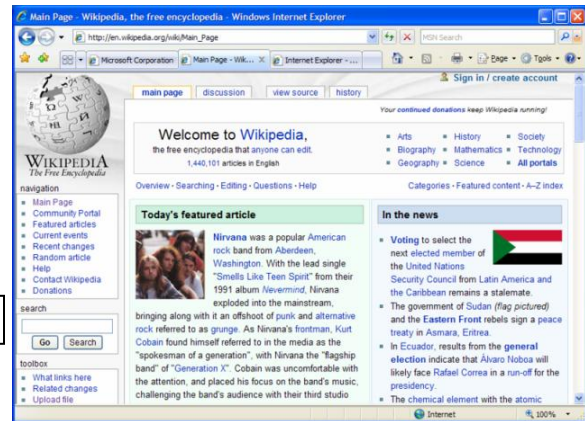 Main Page - Wikipedia, the free encyclopedia - Windows Internet Explorer
http://en.wikipedia.org/wiki/Main_Page
MSN Search
Microsoft Corporation
Main Page - Wik...
Internet Explorer - ...
Page
Tools
Sign in / create account
main page
discussion
view source
history
Your continued donations keep Wikipedia running!
WIKIPEDIA
The Free Encyclopedia
navigation
Main Page
Community Portal
Featured articles
Current events
Recent changes
Random article
Help
Contact Wikipedia
Donations
search
Go
Search
toolbox
What links here
Related changes
Upload file
Welcome to Wikipedia,
the free encyclopedia that anyone can edit.
1,440,101 articles in English
Arts
History
Society
Biography
Mathematics
Technology
Geography
Science
All portals
Overview · Searching · Editing · Questions · Help
Categories · Featured content · A–Z index
Today's featured article
Nirvana was a popular American
rock band from Aberdeen,
Washington. With the lead single
"Smells Like Teen Spirit" from their
1991 album Nevermind, Nirvana
exploded into the mainstream,
bringing along with it an offshoot of punk and alternative
rock referred to as grunge. As Nirvana's frontman, Kurt
Cobain found himself referred to in the media as the
"spokesman of a generation", with Nirvana the "flagship
band" of "Generation X". Cobain was uncomfortable with
the attention, and placed his focus on the band's music,
challenging the band's audience with their third studio
In the news
Voting to select the
next elected member of
the United Nations
Security Council from Latin America and
the Caribbean remains a stalemate.
The government of Sudan (flag pictured)
and the Eastern Front rebels sign a peace
treaty in Asmara, Eritrea.
In Ecuador, results from the general
election indicate that Álvaro Noboa will
likely face Rafael Correa in a run-off for the
presidency.
The chemical element with the atomic
Internet
100%